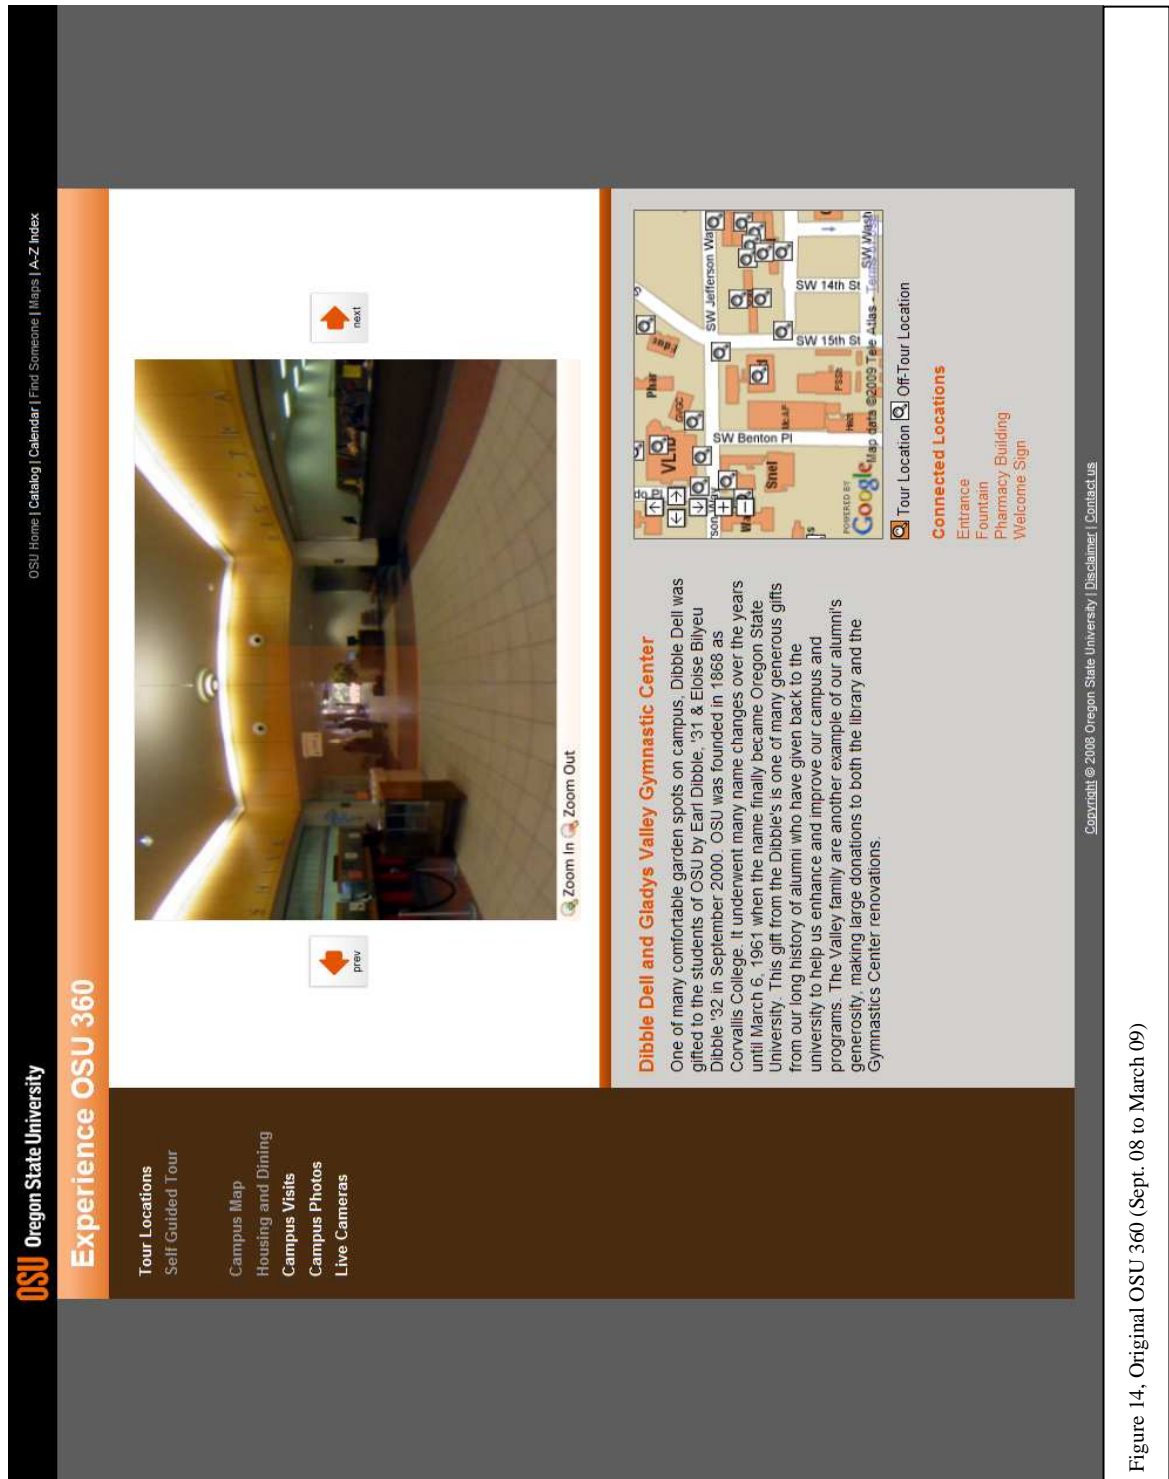 OSU Oregon State University
OSU Home | Catalog | Calendar | Find Someone | Maps | A-Z Index
Experience OSU 360
Tour Locations
Self Guided Tour
Campus Map
Housing and Dining
Campus Visits
Campus Photos
Live Cameras
prev
next
Zoom In Zoom Out
Dibble Dell and Gladys Valley Gymnastic Center
One of many comfortable garden spots on campus, Dibble Dell was
gifted to the students of OSU by Earl Dibble, '31 & Eloise Bilyeu
Dibble '32 in September 2000. OSU was founded in 1868 as
Corvallis College. It underwent many name changes over the years
until March 6, 1961 when the name finally became Oregon State
University. This gift from the Dibble's is one of many generous gifts
from our long history of alumni who have given back to the
university to help us enhance and improve our campus and
programs. The Valley family are another example of our alumni's
generosity, making large donations to both the library and the
Gymnastics Center renovations.
Phar
VLib
GVGC
SW Jefferson Wa
SW Benton Pl
SW 15th St
SW 14th St
SW Wash
McAF
FSSH
Snel
POWERED BY
Google
Map data ©2009 Tele Atlas - Terms of Use
Tour Location Off-Tour Location
Connected Locations
Entrance
Fountain
Pharmacy Building
Welcome Sign
Copyright © 2008 Oregon State University | Disclaimer | Contact us
Figure 14, Original OSU 360 (Sept. 08 to March 09)